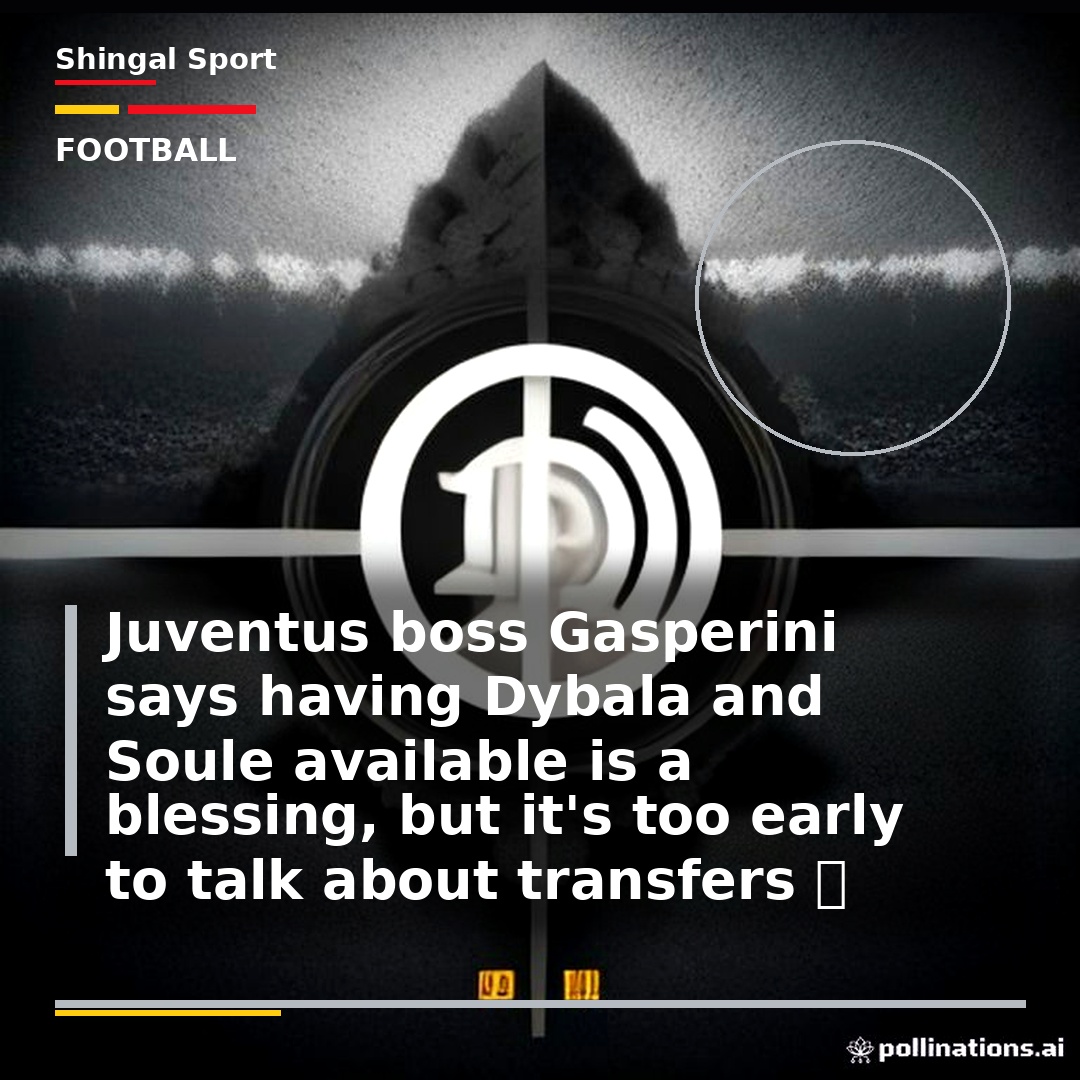 Shingal Sport
FOOTBALL
Juventus boss Gasperini
says having Dybala and
Soule available is a
blessing, but it's too early
to talk about transfers
pollinations.ai